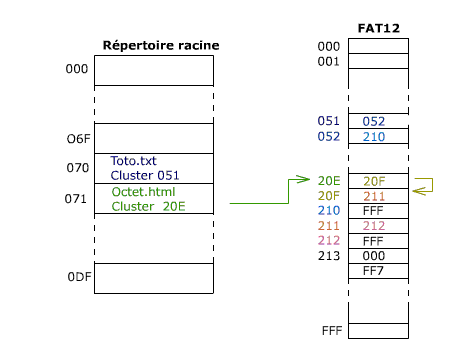 Répertoire racine
000
O6F
070
Toto.txt
Cluster 051
071
Octet.html
Cluster 20E
0DF
FAT12
000
001
051 052
052 210
20E 20F
20F 211
210 FFF
211 212
212 FFF
213 000
FF7
FFF